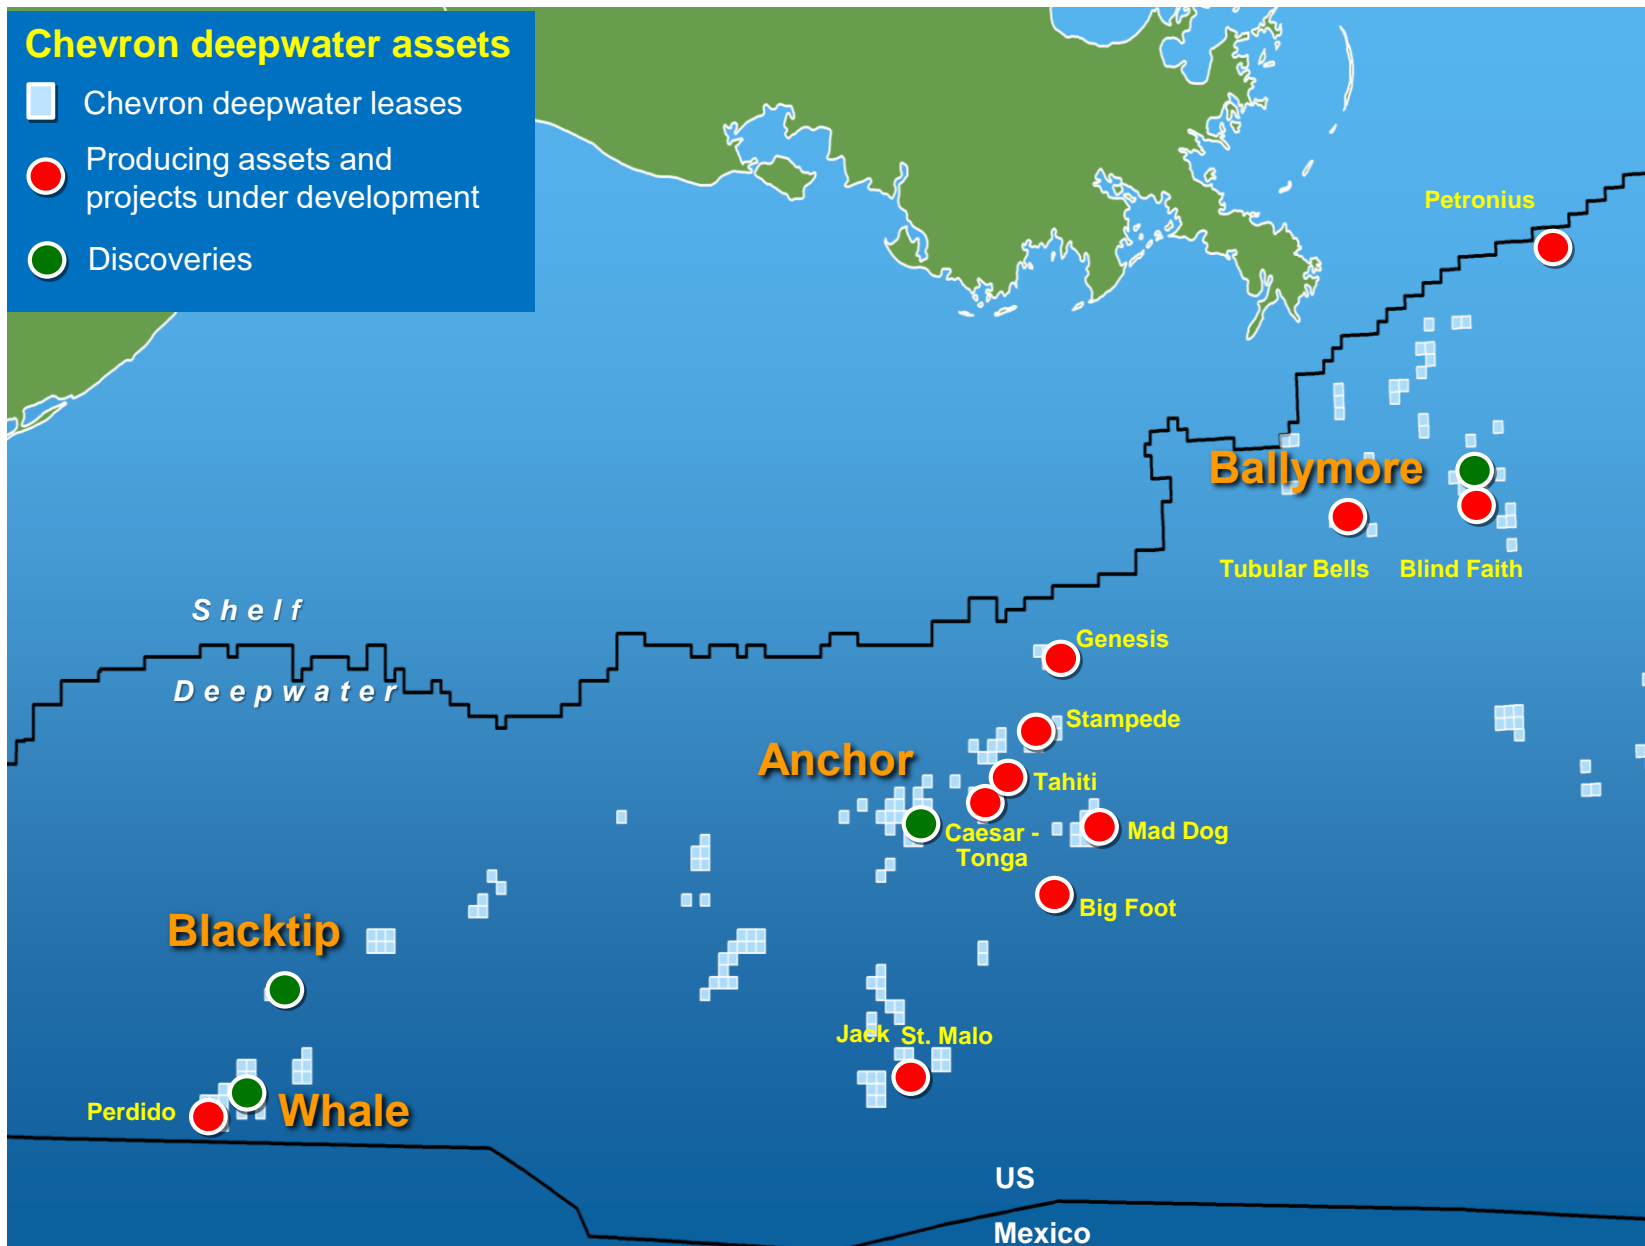 Chevron deepwater assets
Chevron deepwater leases
Producing assets and
projects under development
Discoveries
Petronius
Ballymore
Tubular Bells
Blind Faith
Shelf
Deepwater
Genesis
Stampede
Anchor
Tahiti
Caesar -
Tonga
Mad Dog
Big Foot
Blacktip
Jack
St. Malo
Perdido
Whale
US
Mexico